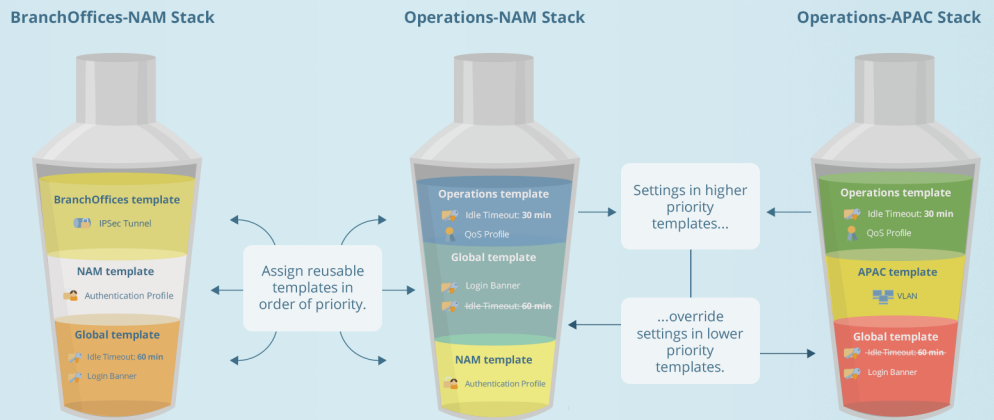 BranchOffices-NAM Stack
Operations-NAM Stack
Operations-APAC Stack
BranchOffices template
IPSec Tunnel
NAM template
Authentication Profile
Global template
Idle Timeout: 60 min
Login Banner
Assign reusable
templates in
order of priority.
Operations template
Idle Timeout: 30 min
QoS Profile
Global template
Login Banner
Idle Timeout: 60 min
NAM template
Authentication Profile
Settings in higher
priority
templates...
...override
settings in lower
priority
templates.
Operations template
Idle Timeout: 30 min
QoS Profile
APAC template
VLAN
Global template
Idle Timeout: 60 min
Login Banner